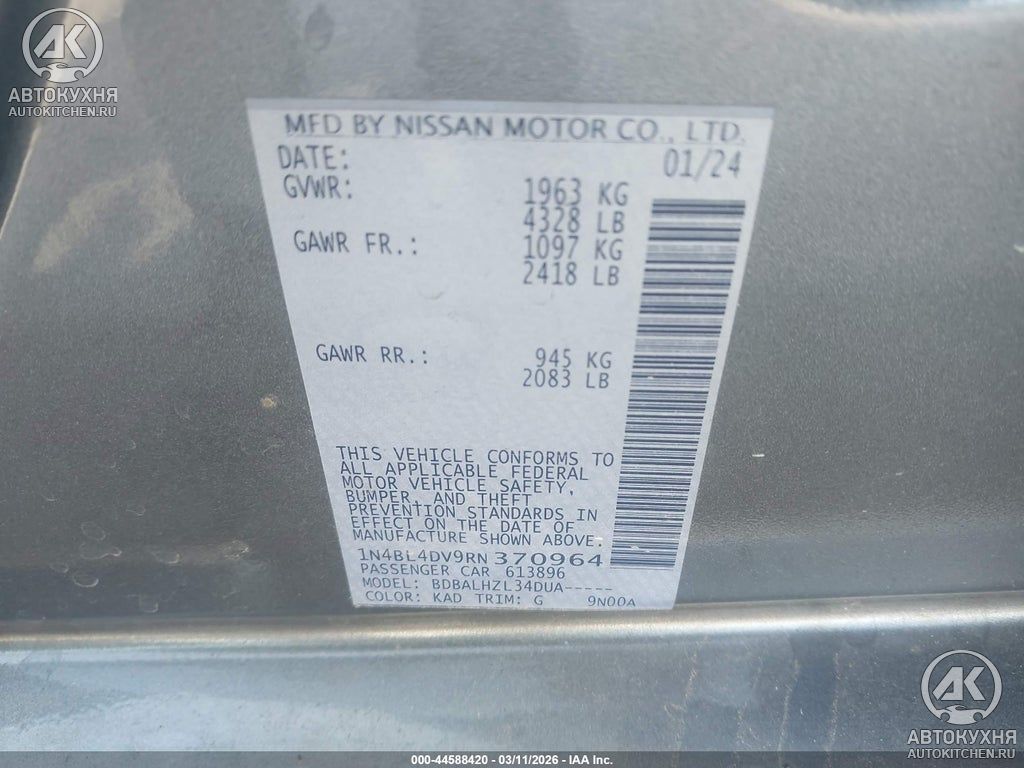 AK
АВТОКУХНЯ
AUTOKITCHEN.RU
MFD BY NISSAN MOTOR CO., LTD.
DATE: 01/24
GVWR: 1963 KG
4328 LB
GAWR FR.: 1097 KG
2418 LB
GAWR RR.: 945 KG
2083 LB
THIS VEHICLE CONFORMS TO
ALL APPLICABLE FEDERAL
MOTOR VEHICLE SAFETY,
BUMPER, AND THEFT
PREVENTION STANDARDS IN
EFFECT ON THE DATE OF
MANUFACTURE SHOWN ABOVE.
1N4BL4DV9RN370964
PASSENGER CAR 613896
MODEL: BDBALHZL34DUA-----
COLOR: KAD TRIM: G 9N00A
AK
АВТОКУХНЯ
AUTOKITCHEN.RU
000-44588420 - 03/11/2026 - IAA Inc.